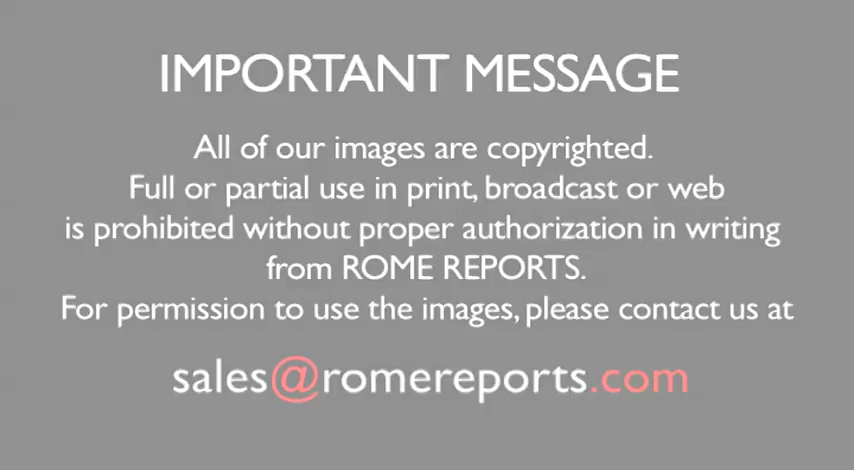 IMPORTANT MESSAGE
All of our images are copyrighted.
Full or partial use in print, broadcast or web
is prohibited without proper authorization in writing
from ROME REPORTS.
For permission to use the images, please contact us at
sales@romereports.com